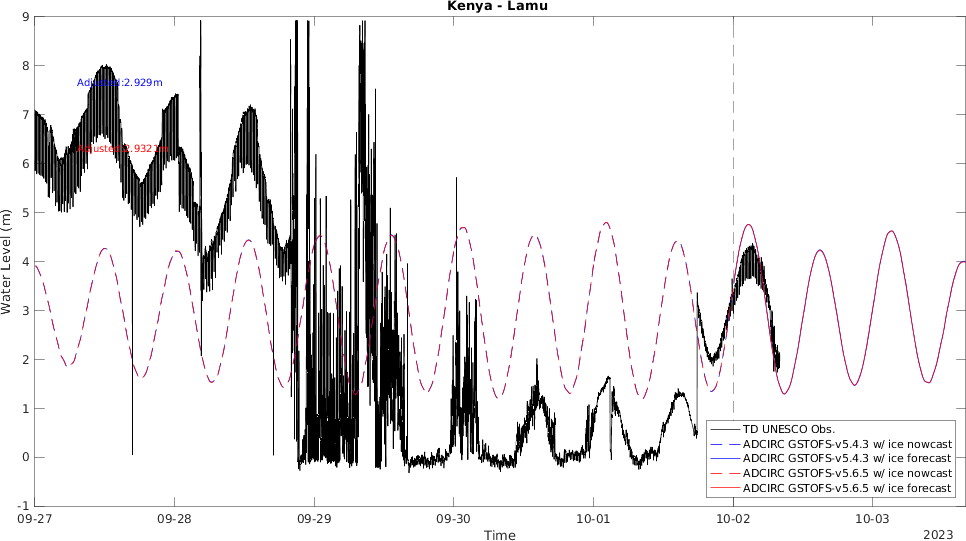 Kenya - Lamu
9
8
7
6
5
4
3
2
1
0
-1
Water Level (m)
Adjusted:2.929m
Adjusted:2.9321m
09-27
09-28
09-29
09-30
10-01
10-02
10-03
Time
2023
TD UNESCO Obs.
ADCIRC GSTOFS-v5.4.3 w/ ice nowcast
ADCIRC GSTOFS-v5.4.3 w/ ice forecast
ADCIRC GSTOFS-v5.6.5 w/ ice nowcast
ADCIRC GSTOFS-v5.6.5 w/ ice forecast